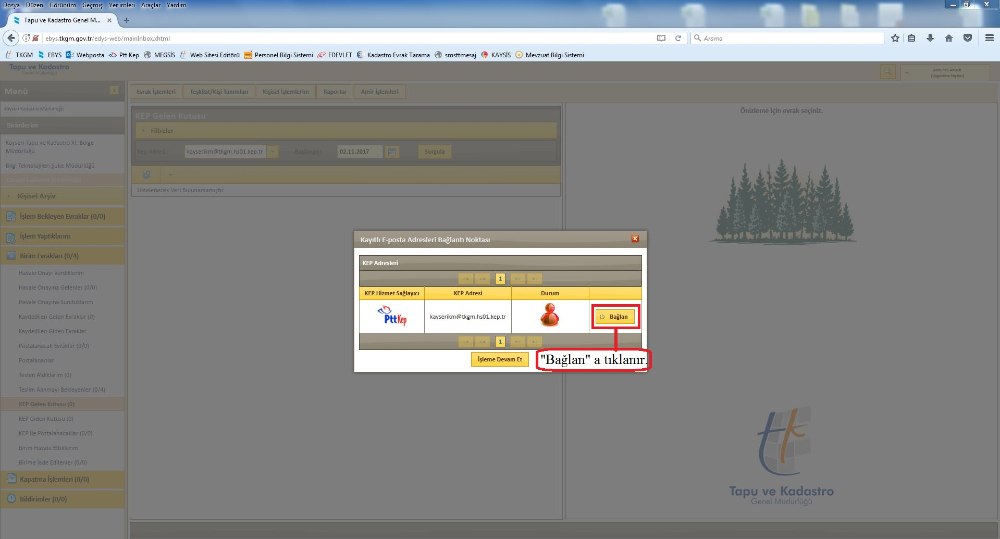 Dosya Düzen Görünüm Geçmiş Yer imleri Araçlar Yardım
Tapu ve Kadastro Genel M...
ebys.tkgm.gov.tr/edys-web/mainInbox.xhtml
Arama
TKGM EBYS Webposta Ptt Kep MEGSİS Web Sitesi Editörü Personel Bilgi Sistemi EDEVLET Kadastro Evrak Tarama smsttmesaj KAYSİS Mevzuat Bilgi Sistemi
Tapu ve Kadastro
Genel Müdürlüğü
Abdullah AKDÖL
(Uygulama Sayfası)
Menü
Kayseri Kadastro Müdürlüğü
Birimlerim
Kayseri Tapu ve Kadastro XI. Bölge
Müdürlüğü
Bilgi Teknolojileri Şube Müdürlüğü
Kayseri Kadastro Müdürlüğü
Kişisel Arşiv
İşlem Bekleyen Evraklar (0/0)
İşlem Yaptıklarım
Birim Evrakları (0/4)
Havale Onayı Verdiklerim
Havale Onayına Gelenler (0/0)
Havale Onayına Sunduklarım
Kaydedilen Gelen Evraklar (0)
Kaydedilen Giden Evraklar
Postalanacak Evraklar (0/0)
Postalananlar
Teslim Aldıklarım (0)
Teslim Alınmayı Bekleyenler (0/4)
KEP Gelen Kutusu (0)
KEP Giden Kutusu (0)
KEP ile Postalanacaklar (0/0)
Birim Havale Ettiklerim
Birime İade Edilenler (0/0)
Kapatma İşlemleri (0/0)
Bildirimler (0/0)
Evrak İşlemleri Teşkilat/Kişi Tanımları Kişisel İşlemlerim Raporlar Amir İşlemleri
KEP Gelen Kutusu
Filtreler
Kep Adresi : kayserikm@tkgm.hs01.kep.tr Başlangıç: 02.11.2017 Sorgula
Listelenecek Veri Bulunamamıştır.
Önizleme için evrak seçiniz.
Kayıtlı E-posta Adresleri Bağlantı Noktası
KEP Adresleri
1
KEP Hizmet Sağlayıcı KEP Adresi Durum
PttKep kayserikm@tkgm.hs01.kep.tr Bağlan
1
İşleme Devam Et
"Bağlan" a tıklanır.
Tapu ve Kadastro
Genel Müdürlüğü